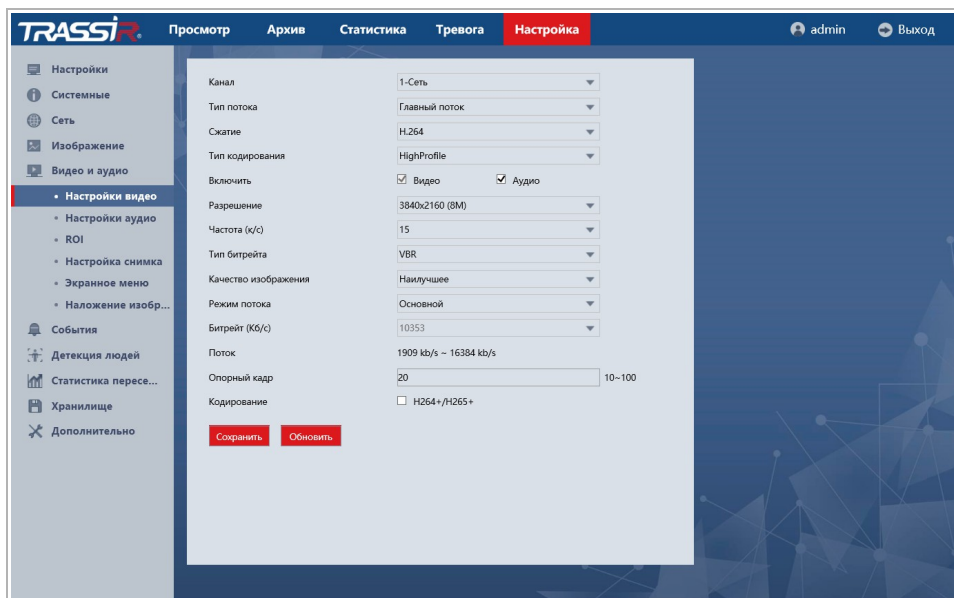 TRASSIR
Просмотр
Архив
Статистика
Тревога
Настройка
admin
Выход
Настройки
Системные
Сеть
Изображение
Видео и аудио
Настройки видео
Настройки аудио
ROI
Настройка снимка
Экранное меню
Наложение изобр...
События
Детекция людей
Статистика пересе...
Хранилище
Дополнительно
Канал 1-Сеть
Тип потока Главный поток
Сжатие H.264
Тип кодирования HighProfile
Включить Видео Аудио
Разрешение 3840x2160 (8M)
Частота (к/с) 15
Тип битрейта VBR
Качество изображения Наилучшее
Режим потока Основной
Битрейт (Кб/с) 10353
Поток 1909 kb/s ~ 16384 kb/s
Опорный кадр 20 10~100
Кодирование H264+/H265+
Сохранить Обновить